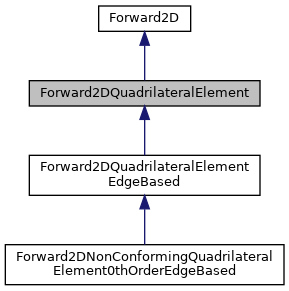 Forward2D
Forward2DQuadrilateralElement
Forward2DQuadrilateralElement
EdgeBased
Forward2DNonConformingQuadrilateral
Element0thOrderEdgeBased